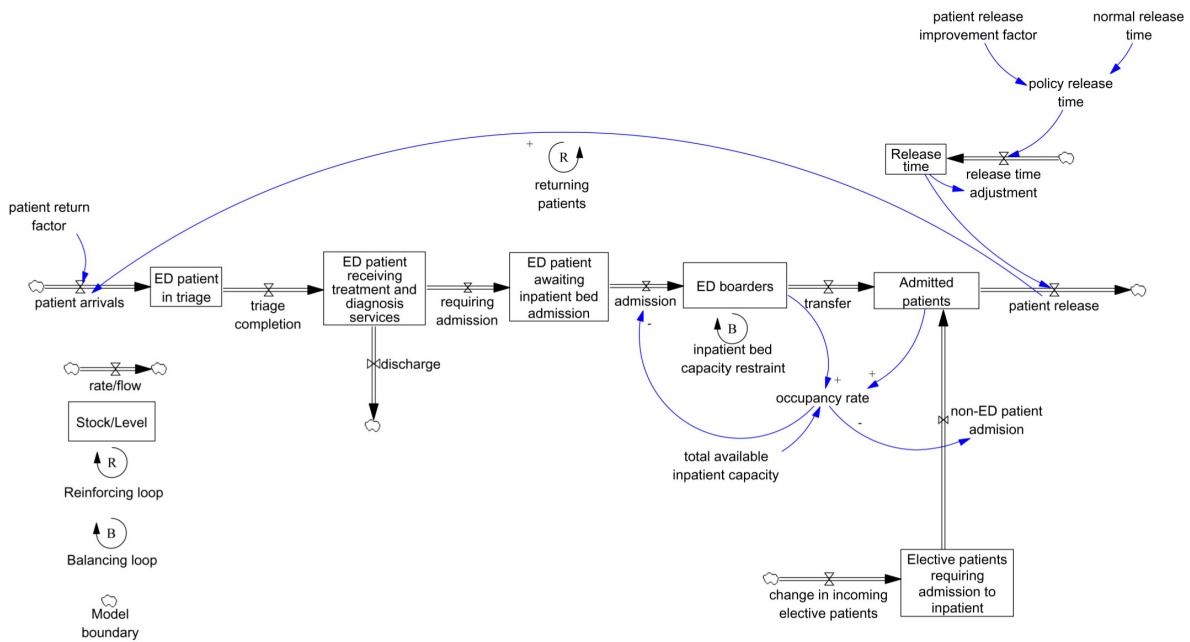 patient release
improvement factor
normal release
time
policy release
time
+
R
returning
patients
Release
time
release time
adjustment
patient return
factor
patient arrivals
ED patient
in triage
triage
completion
ED patient
receiving
treatment and
diagnosis
services
requiring
admission
ED patient
awaiting
inpatient bed
admission
admission
-
ED boarders
transfer
Admitted
patients
patient release
B
inpatient bed
capacity restraint
discharge
+
+
occupancy rate
-
non-ED patient
admision
total available
inpatient capacity
rate/flow
Stock/Level
R
Reinforcing loop
B
Balancing loop
Model
boundary
change in incoming
elective patients
Elective patients
requiring
admission to
inpatient